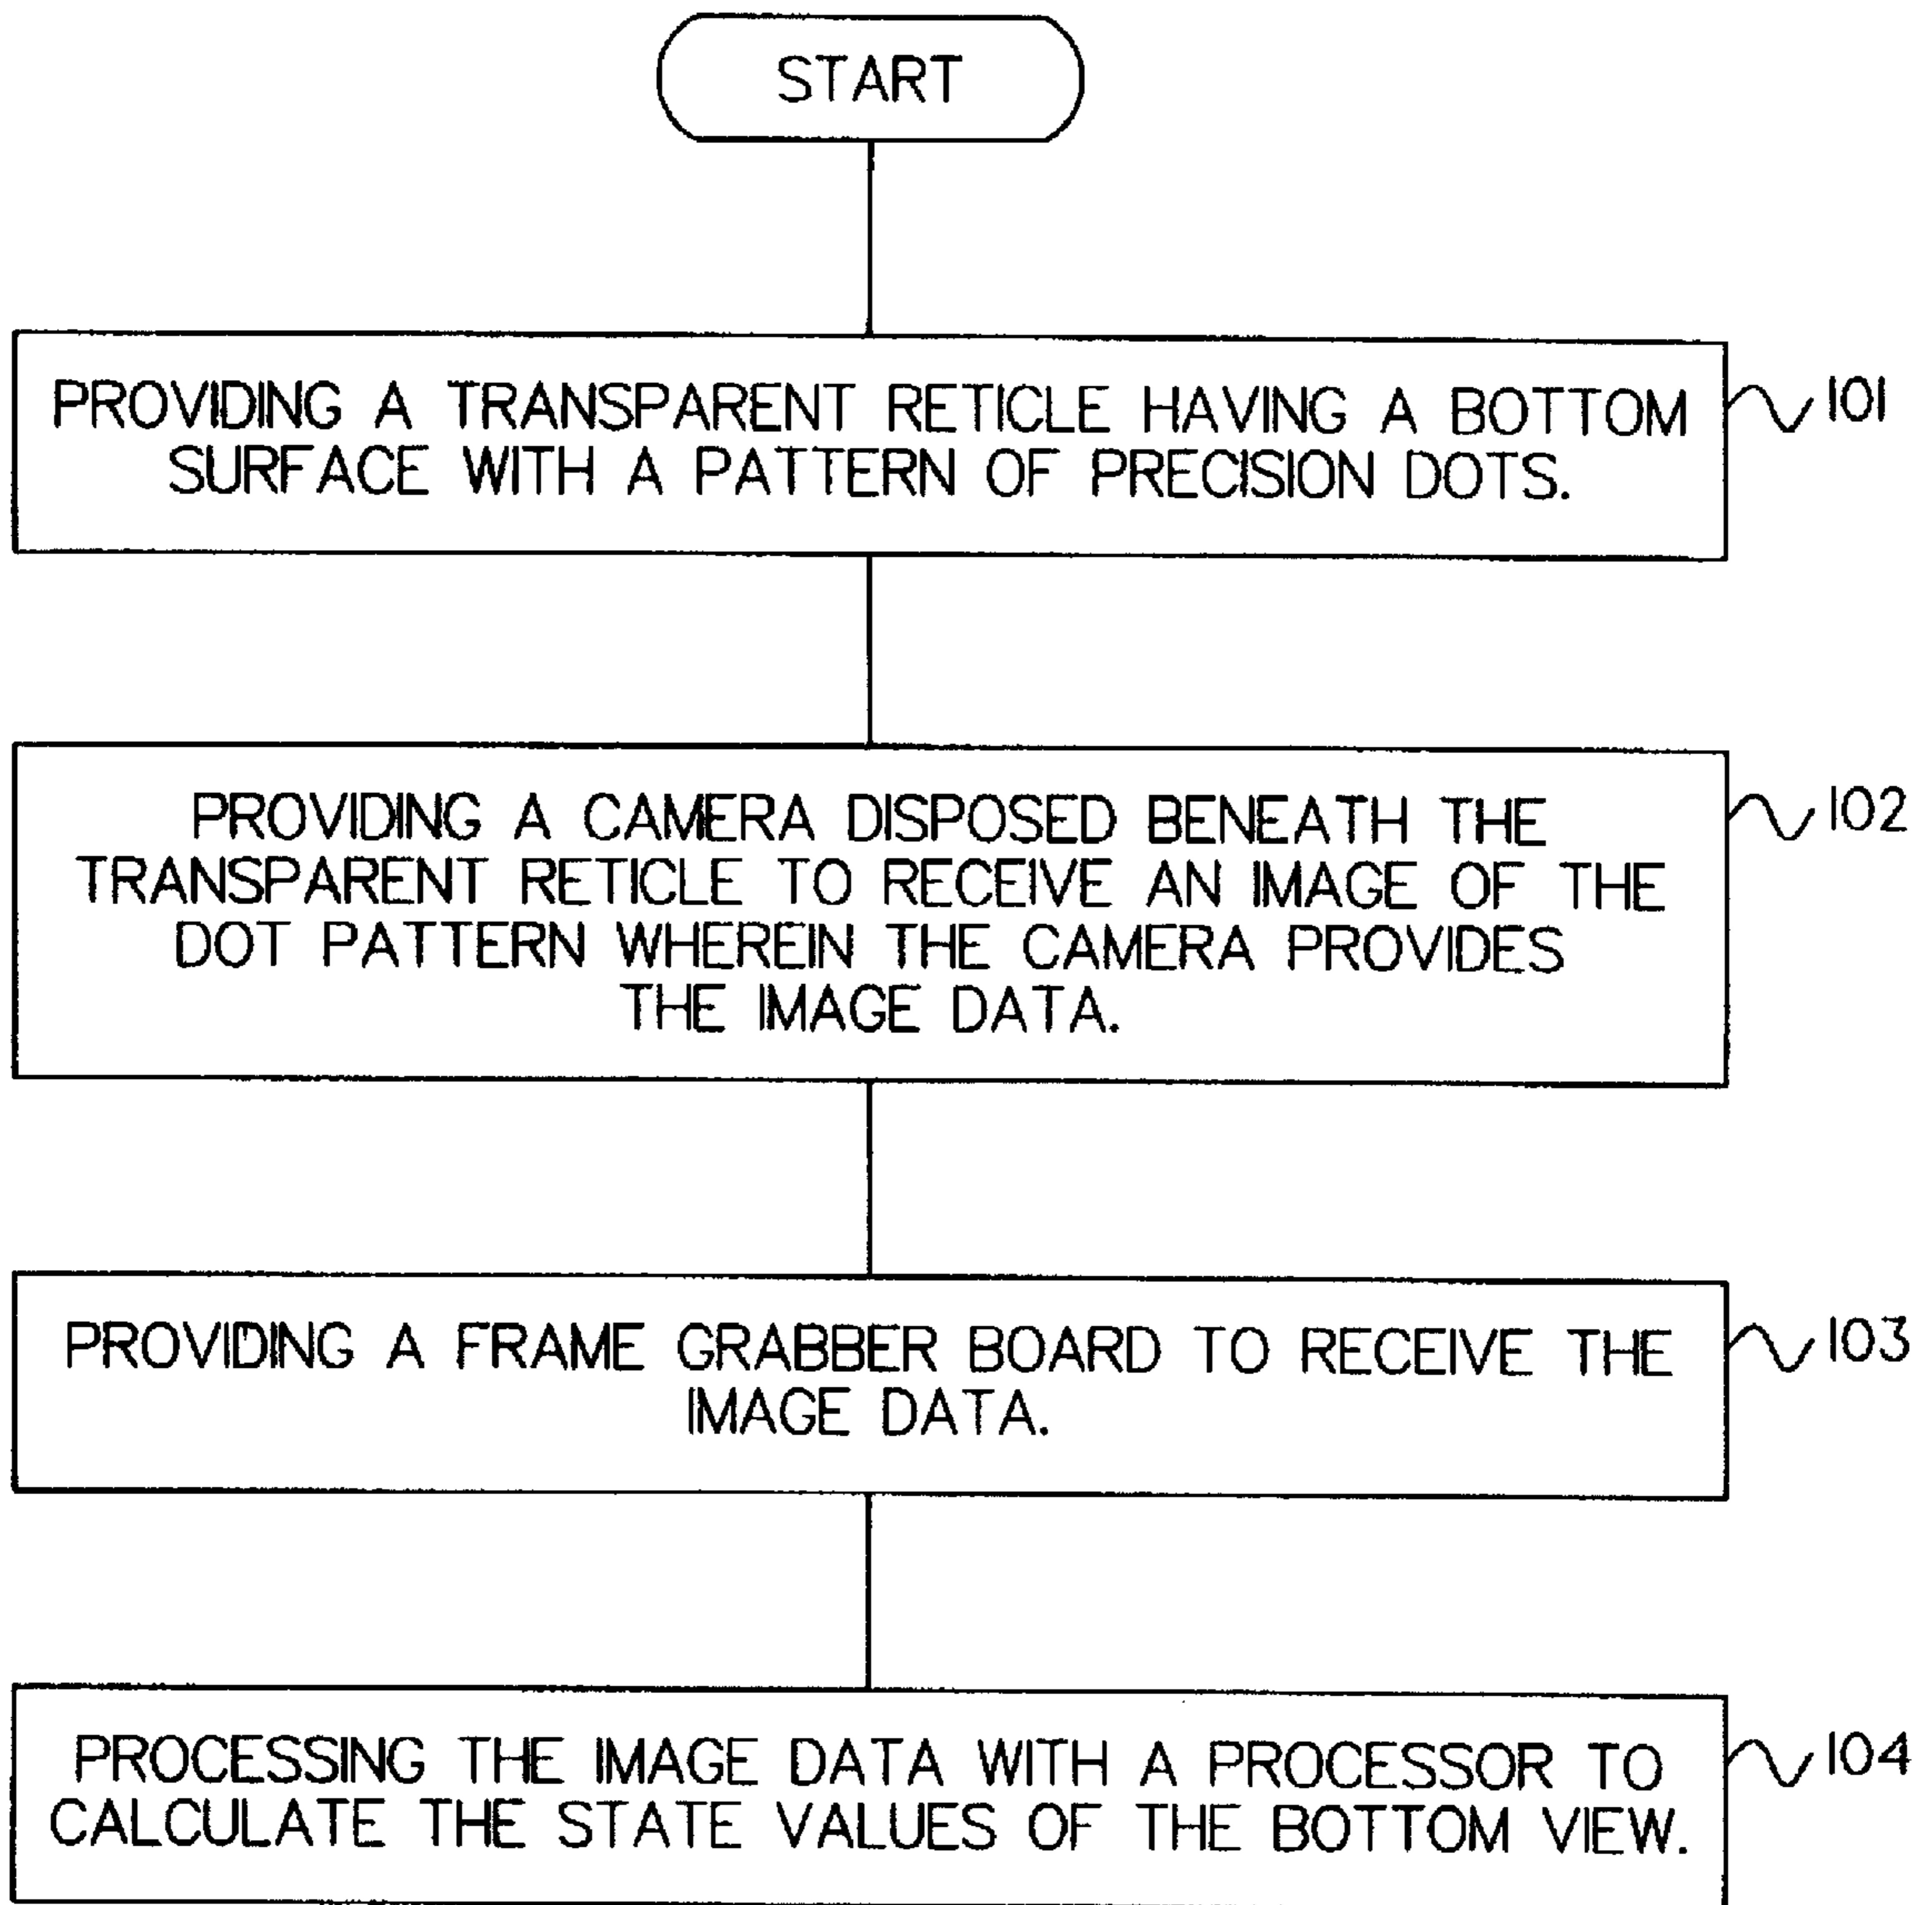 START
PROVIDING A TRANSPARENT RETICLE HAVING A BOTTOM
SURFACE WITH A PATTERN OF PRECISION DOTS.
101
PROVIDING A CAMERA DISPOSED BENEATH THE
TRANSPARENT RETICLE TO RECEIVE AN IMAGE OF THE
DOT PATTERN WHEREIN THE CAMERA PROVIDES
THE IMAGE DATA.
102
PROVIDING A FRAME GRABBER BOARD TO RECEIVE THE
IMAGE DATA.
103
PROCESSING THE IMAGE DATA WITH A PROCESSOR TO
CALCULATE THE STATE VALUES OF THE BOTTOM VIEW.
104